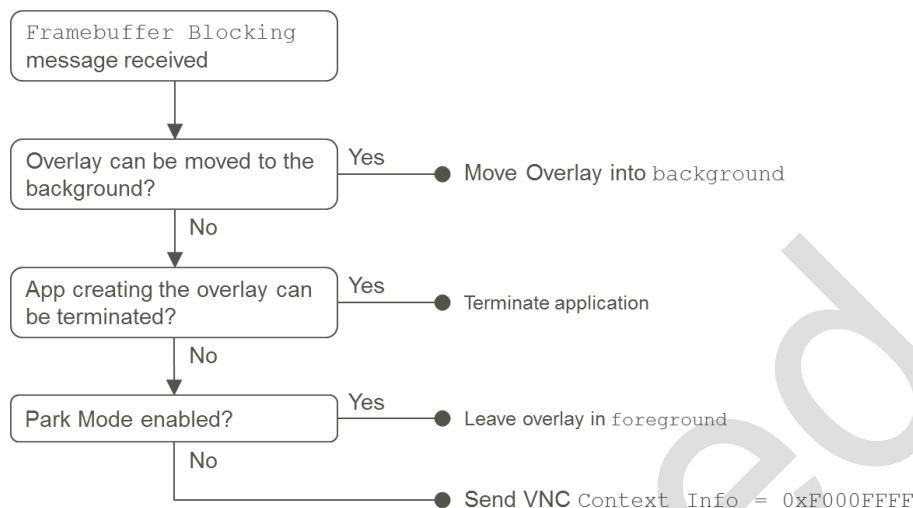 Framebuffer Blocking
message received
Overlay can be moved to the
background?
Yes
Move Overlay into background
No
App creating the overlay can
be terminated?
Yes
Terminate application
No
Park Mode enabled?
Yes
Leave overlay in foreground
No
Send VNC Context Info = 0xF000FFFF
ed